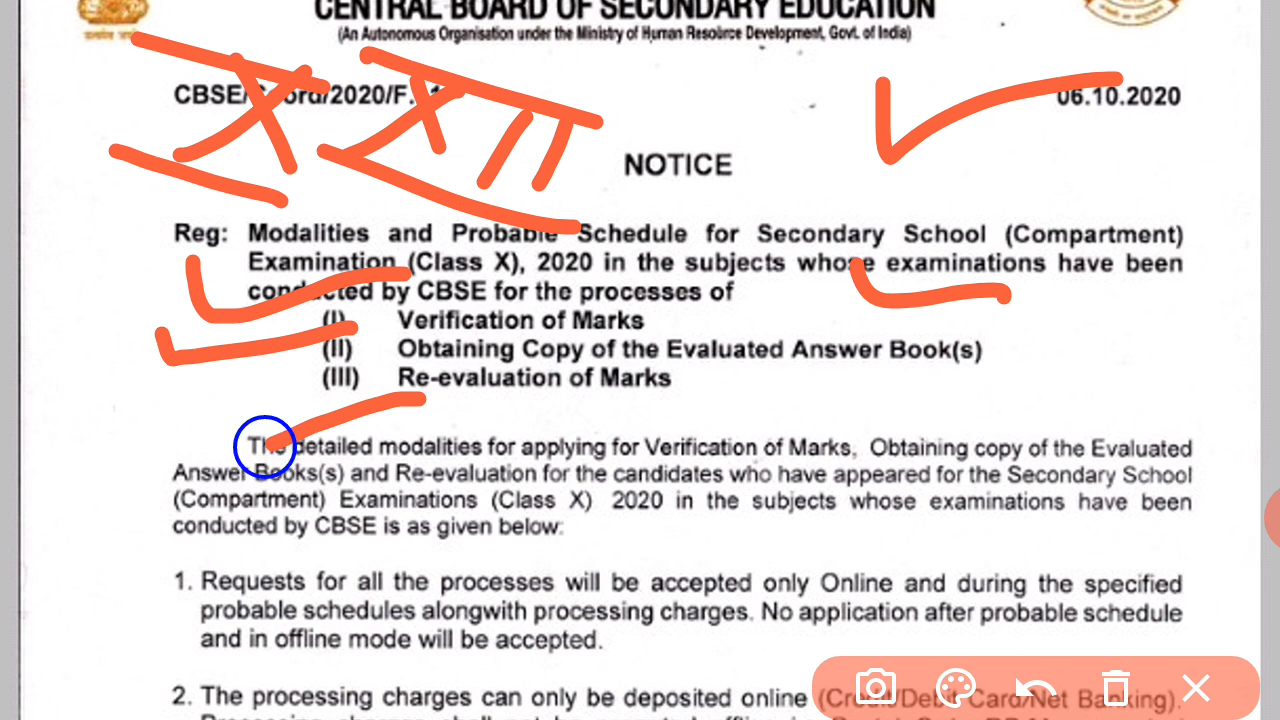 CENTRAL BOARD OF SECONDARY EDUCATION
(An Autonomous Organisation under the Ministry of Human Resource Development, Govt. of India)
CBSE/ ord/2020/F.
06.10.2020
X XII
NOTICE
Reg: Modalities and Probable Schedule for Secondary School (Compartment)
Examination (Class X), 2020 in the subjects whose examinations have been
conducted by CBSE for the processes of
(I) Verification of Marks
(II) Obtaining Copy of the Evaluated Answer Book(s)
(III) Re-evaluation of Marks
The detailed modalities for applying for Verification of Marks, Obtaining copy of the Evaluated
Answer Books(s) and Re-evaluation for the candidates who have appeared for the Secondary School
(Compartment) Examinations (Class X) 2020 in the subjects whose examinations have been
conducted by CBSE is as given below:
1. Requests for all the processes will be accepted only Online and during the specified
probable schedules alongwith processing charges. No application after probable schedule
and in offline mode will be accepted.
2. The processing charges can only be deposited online (Credit/Debit Card/Net Banking).